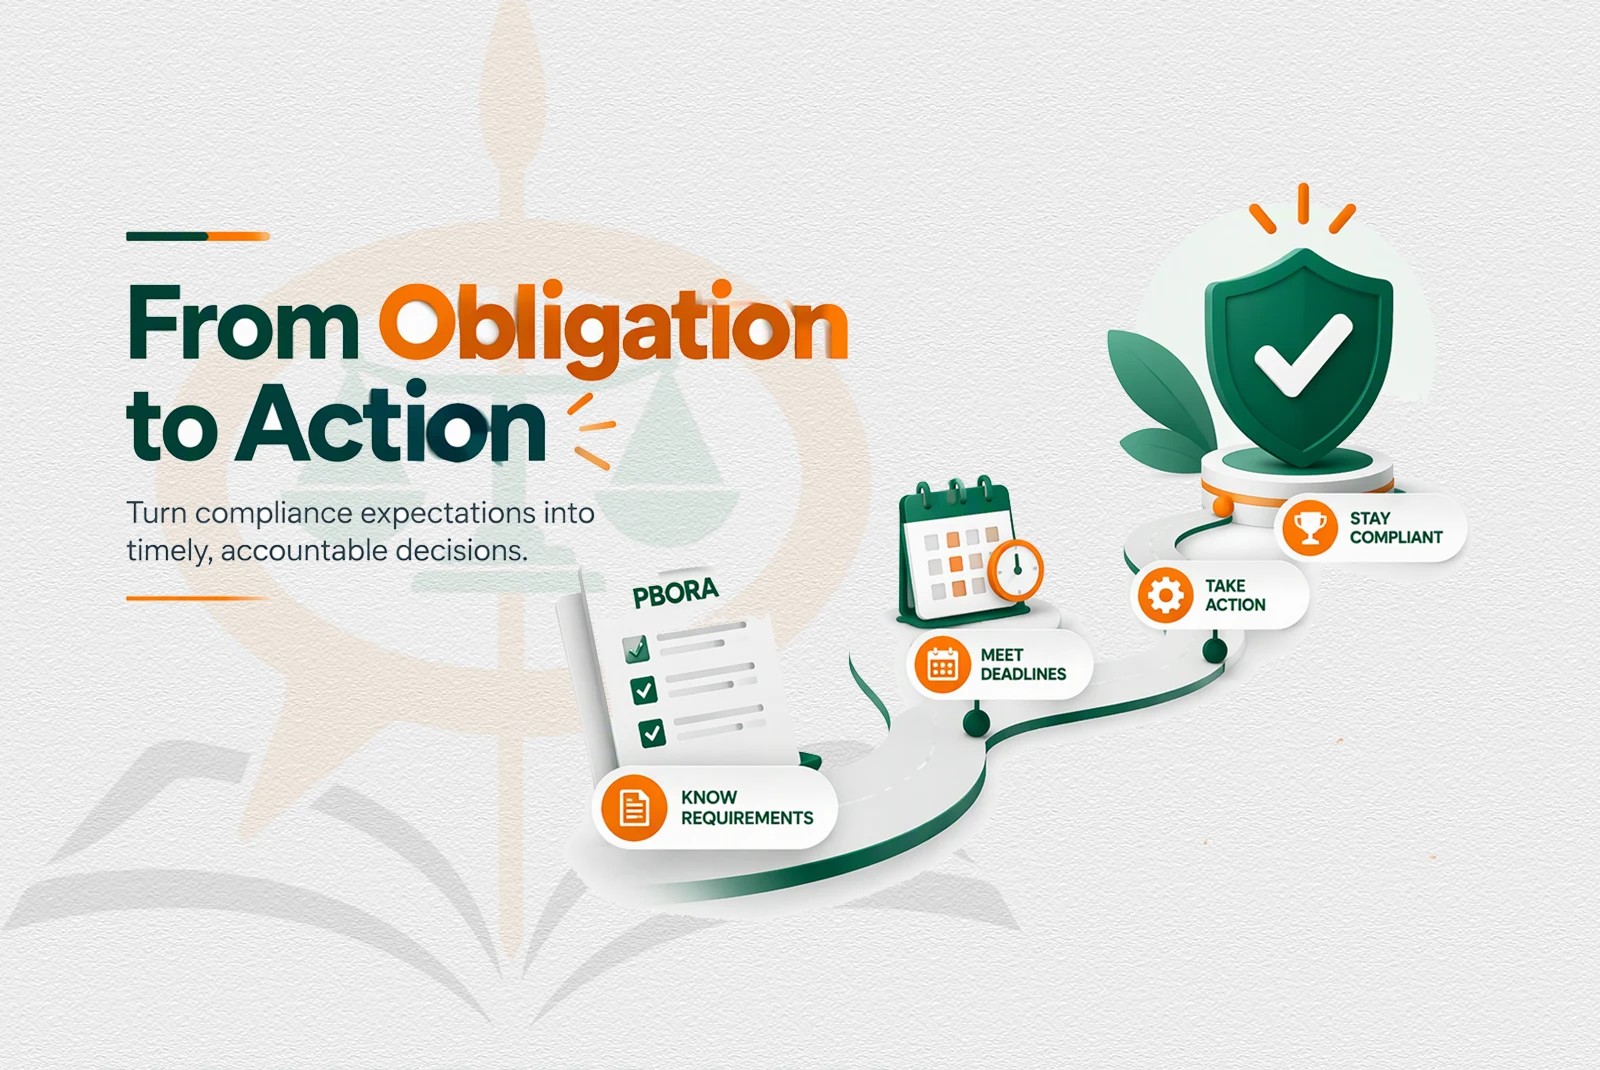 From Obligation
to Action
Turn compliance expectations into
timely, accountable decisions.
PBORA
KNOW
REQUIREMENTS
MEET
DEADLINES
TAKE
ACTION
STAY
COMPLIANT